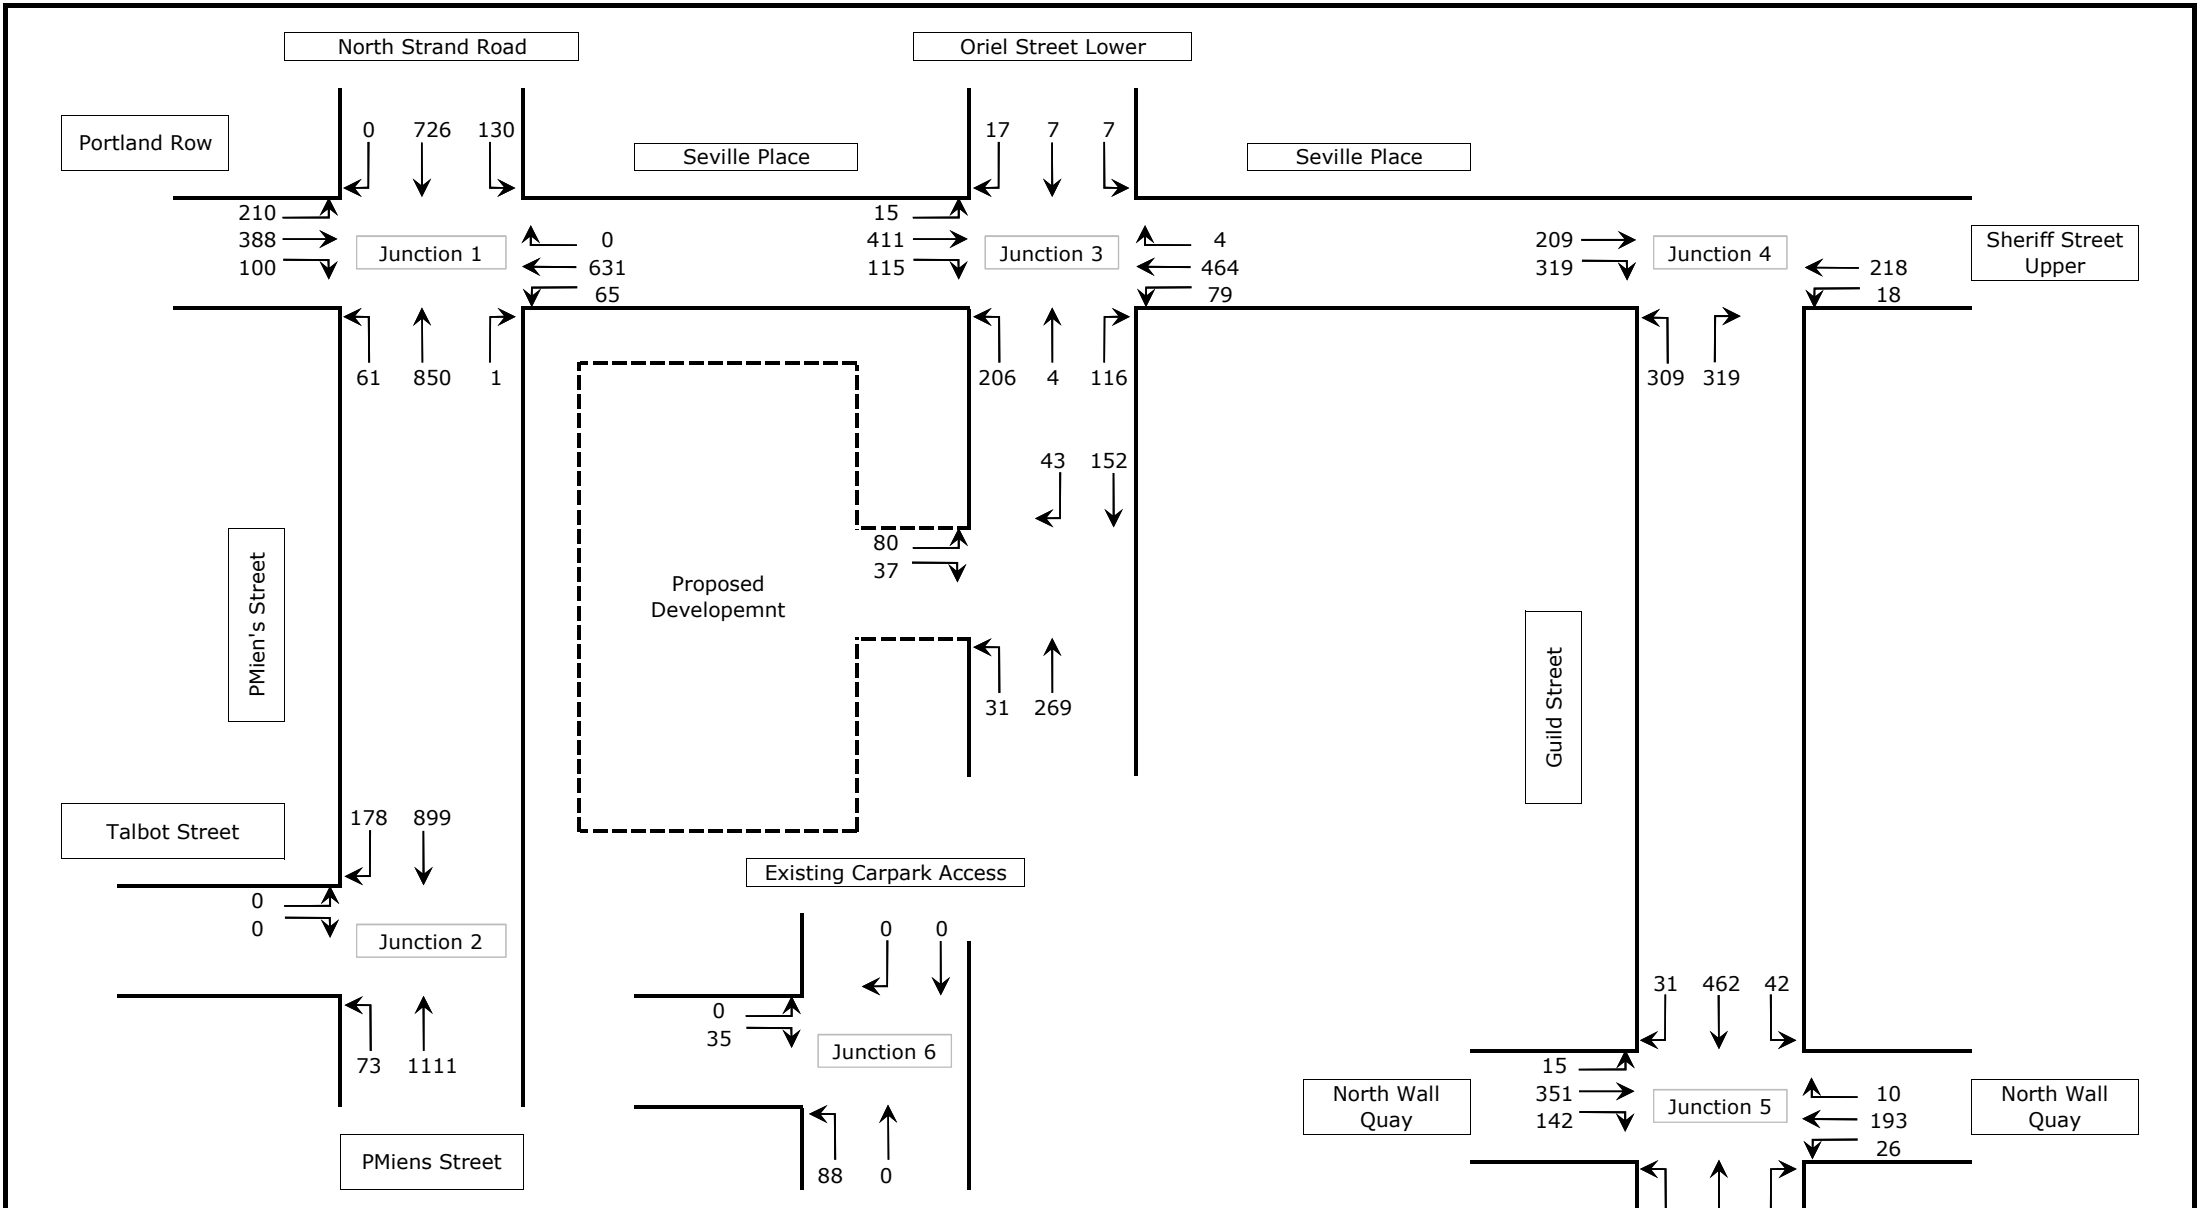 North Strand Road
Oriel Street Lower
Portland Row
0 726 130
Seville Place
17 7 7
Seville Place
210
388
100
Junction 1
0
631
65
15
411
115
Junction 3
4
464
79
209
319
Junction 4
218
18
Sheriff Street
Upper
61 850 1
206 4 116
309 319
43 152
80
37
PMien's Street
Proposed
Developemnt
31 269
Guild Street
Talbot Street
178 899
Existing Carpark Access
0
0
Junction 2
0 0
0
35
Junction 6
73 1111
31 462 42
15
351
142
North Wall
Quay
Junction 5
10
193
26
North Wall
Quay
PMiens Street
88 0